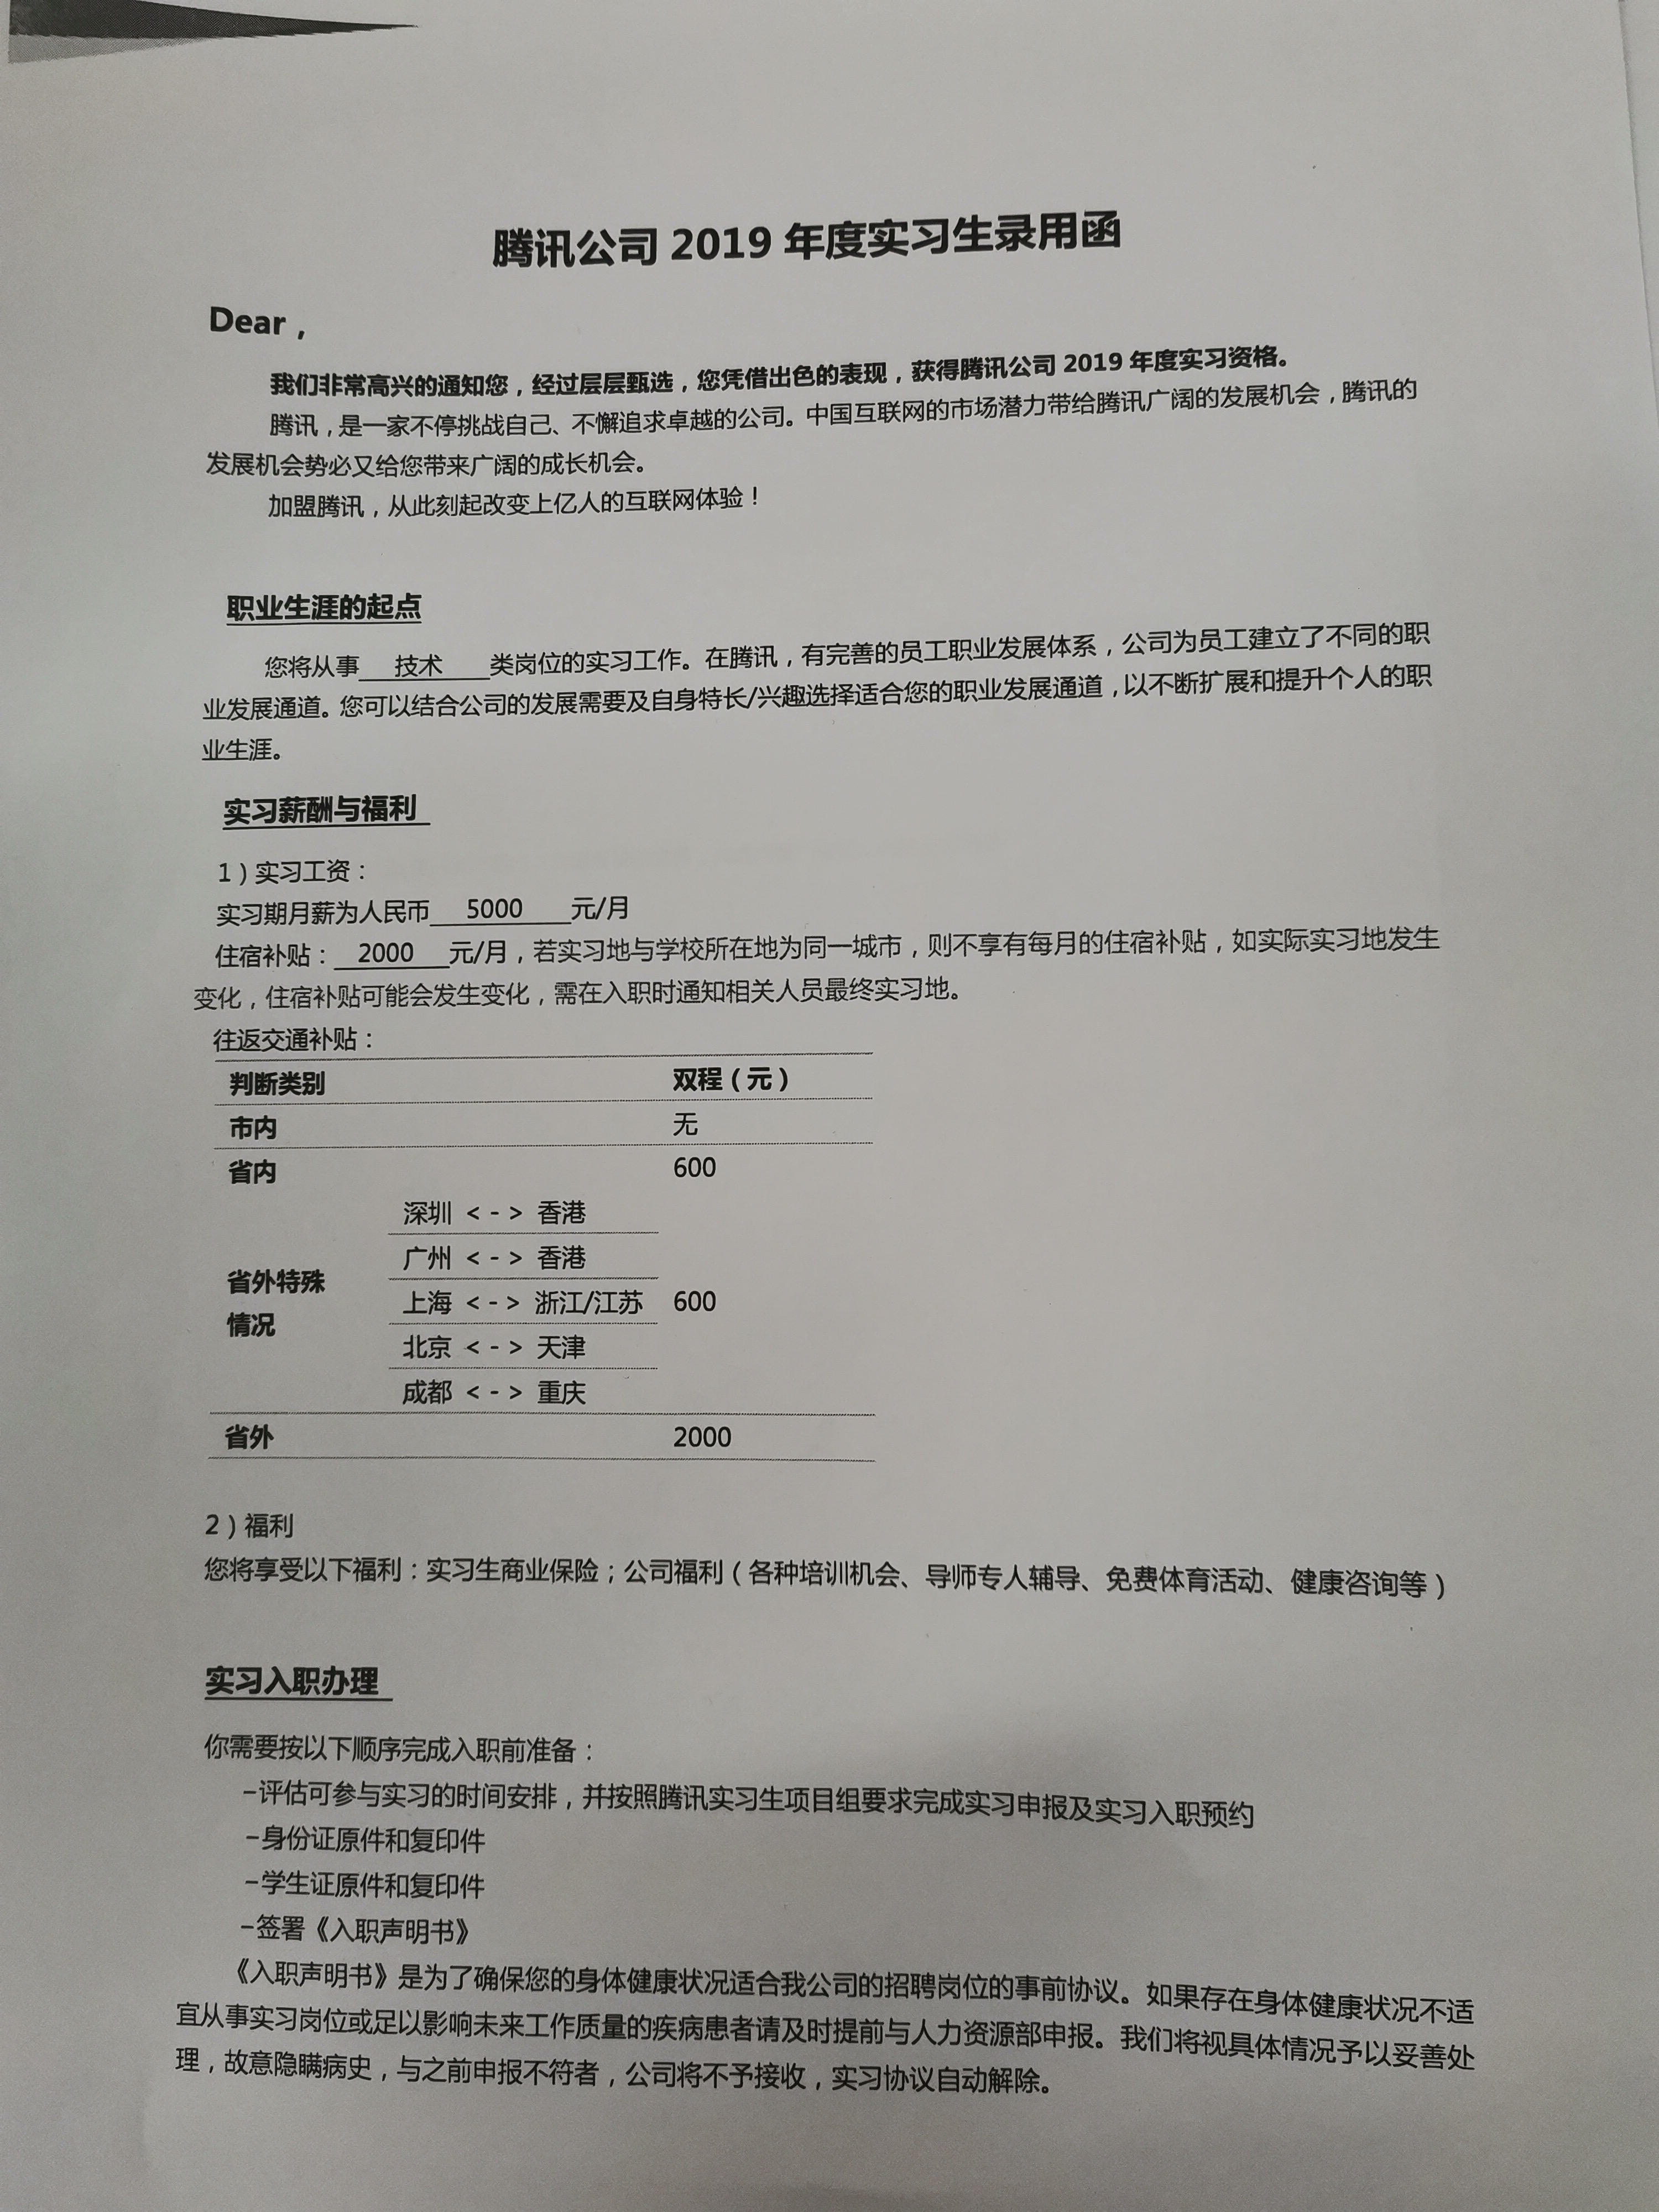 腾讯公司 2019 年度实习生录用函
Dear，
我们非常高兴的通知您，经过层层甄选，您凭借出色的表现，获得腾讯公司 2019 年度实习资格。
腾讯，是一家不停挑战自己、不懈追求卓越的公司。中国互联网的市场潜力带给腾讯广阔的发展机会，腾讯的
发展机会势必又给您带来广阔的成长机会。
加盟腾讯，从此刻起改变上亿人的互联网体验！
职业生涯的起点
您将从事 技术 类岗位的实习工作。在腾讯，有完善的员工职业发展体系，公司为员工建立了不同的职
业发展通道。您可以结合公司的发展需要及自身特长/兴趣选择适合您的职业发展通道，以不断扩展和提升个人的职
业生涯。
实习薪酬与福利
1）实习工资：
实习期月薪为人民币 5000 元/月
住宿补贴： 2000 元/月，若实习地与学校所在地为同一城市，则不享有每月的住宿补贴，如实际实习地发生
变化，住宿补贴可能会发生变化，需在入职时通知相关人员最终实习地。
往返交通补贴：
判断类别 双程（元）
市内 无
省内 600
深圳 < - > 香港
广州 < - > 香港
省外特殊
情况
上海 < - > 浙江/江苏 600
北京 < - > 天津
成都 < - > 重庆
省外 2000
2）福利
您将享受以下福利：实习生商业保险；公司福利（各种培训机会、导师专人辅导、免费体育活动、健康咨询等）
实习入职办理
你需要按以下顺序完成入职前准备：
–评估可参与实习的时间安排，并按照腾讯实习生项目组要求完成实习申报及实习入职预约
–身份证原件和复印件
–学生证原件和复印件
–签署《入职声明书》
《入职声明书》是为了确保您的身体健康状况适合我公司的招聘岗位的事前协议。如果存在身体健康状况不适
宜从事实习岗位或足以影响未来工作质量的疾病患者请及时提前与人力资源部申报。我们将视具体情况予以妥善处
理，故意隐瞒病史，与之前申报不符者，公司将不予接收，实习协议自动解除。